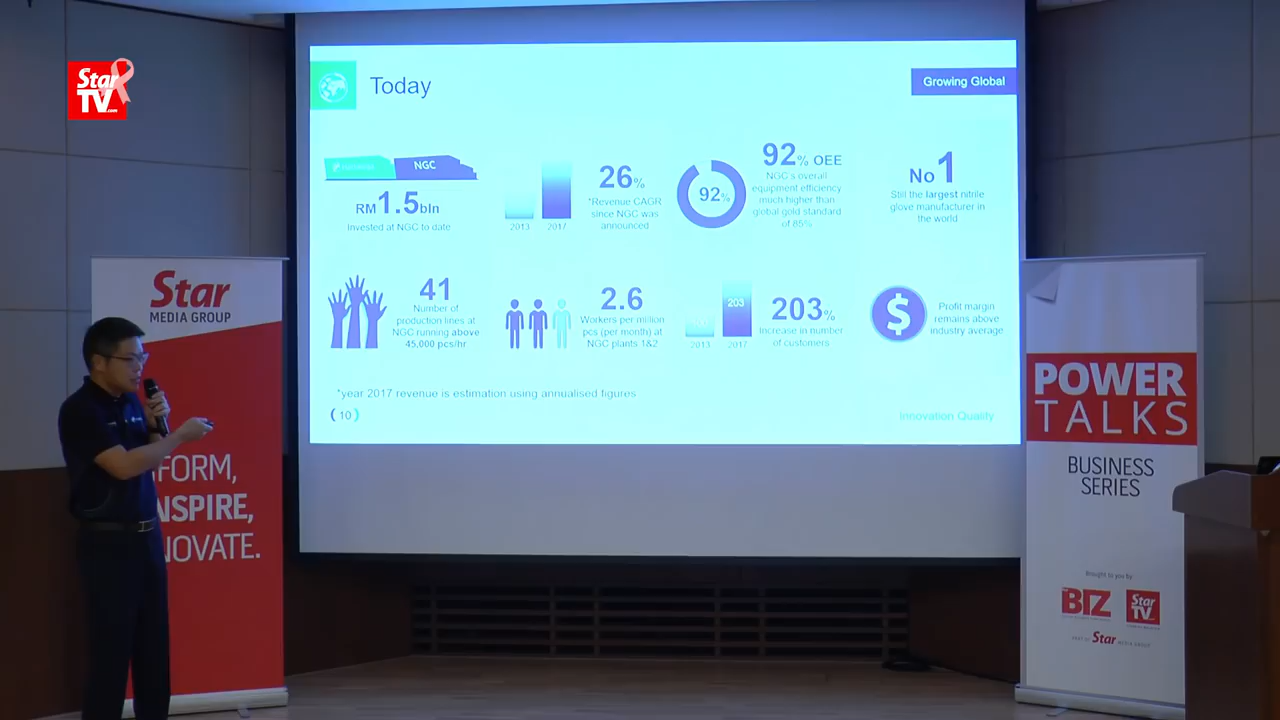 Star
TV.com
Today
Growing Global
NGC
RM1.5bln
Invested at NGC to date
2013
2017
26%
*Revenue CAGR
since NGC was
announced
92%
92% OEE
NGC's overall
equipment efficiency
much higher than
global gold standard
of 85%
No 1
Still the largest nitrile
glove manufacturer in
the world
41
Number of
production lines at
NGC running above
45,000 pcs/hr
2.6
Workers per million
pcs (per month) at
NGC plants 1&2
203
2013
2017
203%
Increase in number
of customers
$
Profit margin
remains above
industry average
*year 2017 revenue is estimation using annualised figures
(10)
Innovation Quality
Star
MEDIA GROUP
FORM,
NSPIRE,
NOVATE.
POWER
TALKS
BUSINESS
SERIES
Brought to you by
BIZ
Star
TV
PART OF Star MEDIA GROUP